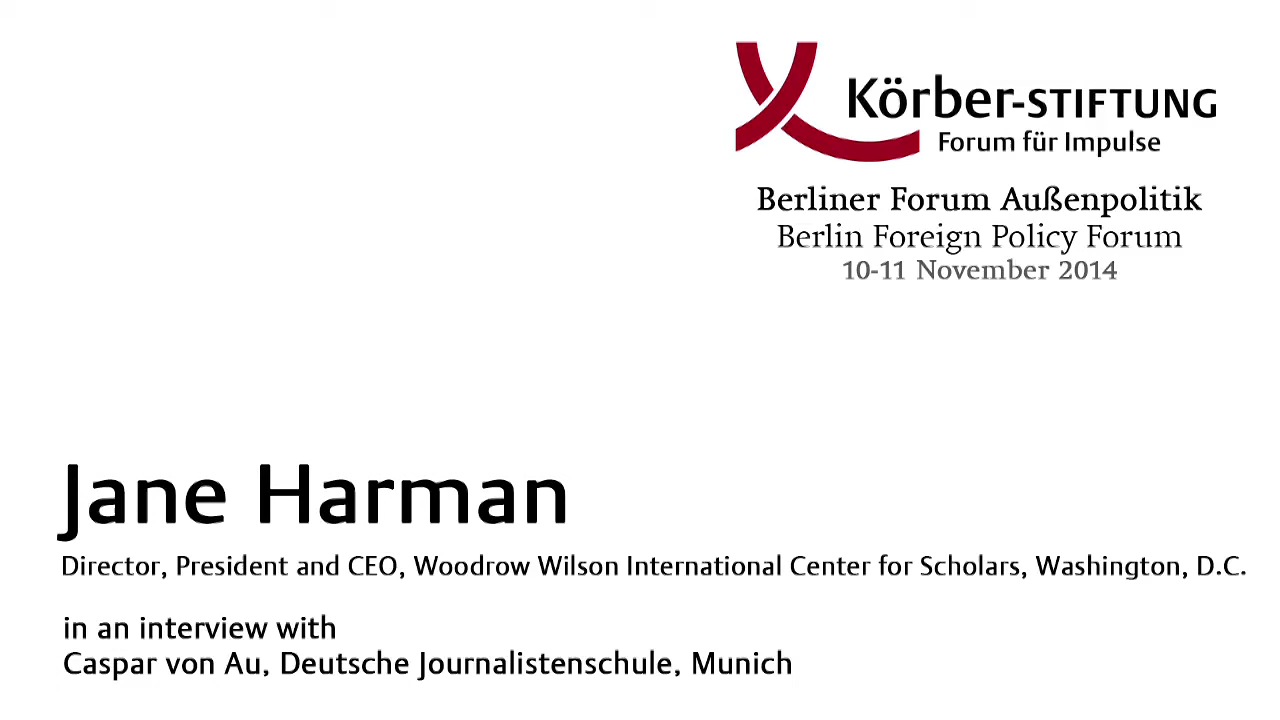 Körber-STIFTUNG
Forum für Impulse
Berliner Forum Außenpolitik
Berlin Foreign Policy Forum
10-11 November 2014
Jane Harman
Director, President and CEO, Woodrow Wilson International Center for Scholars, Washington, D.C.
in an interview with
Caspar von Au, Deutsche Journalistenschule, Munich